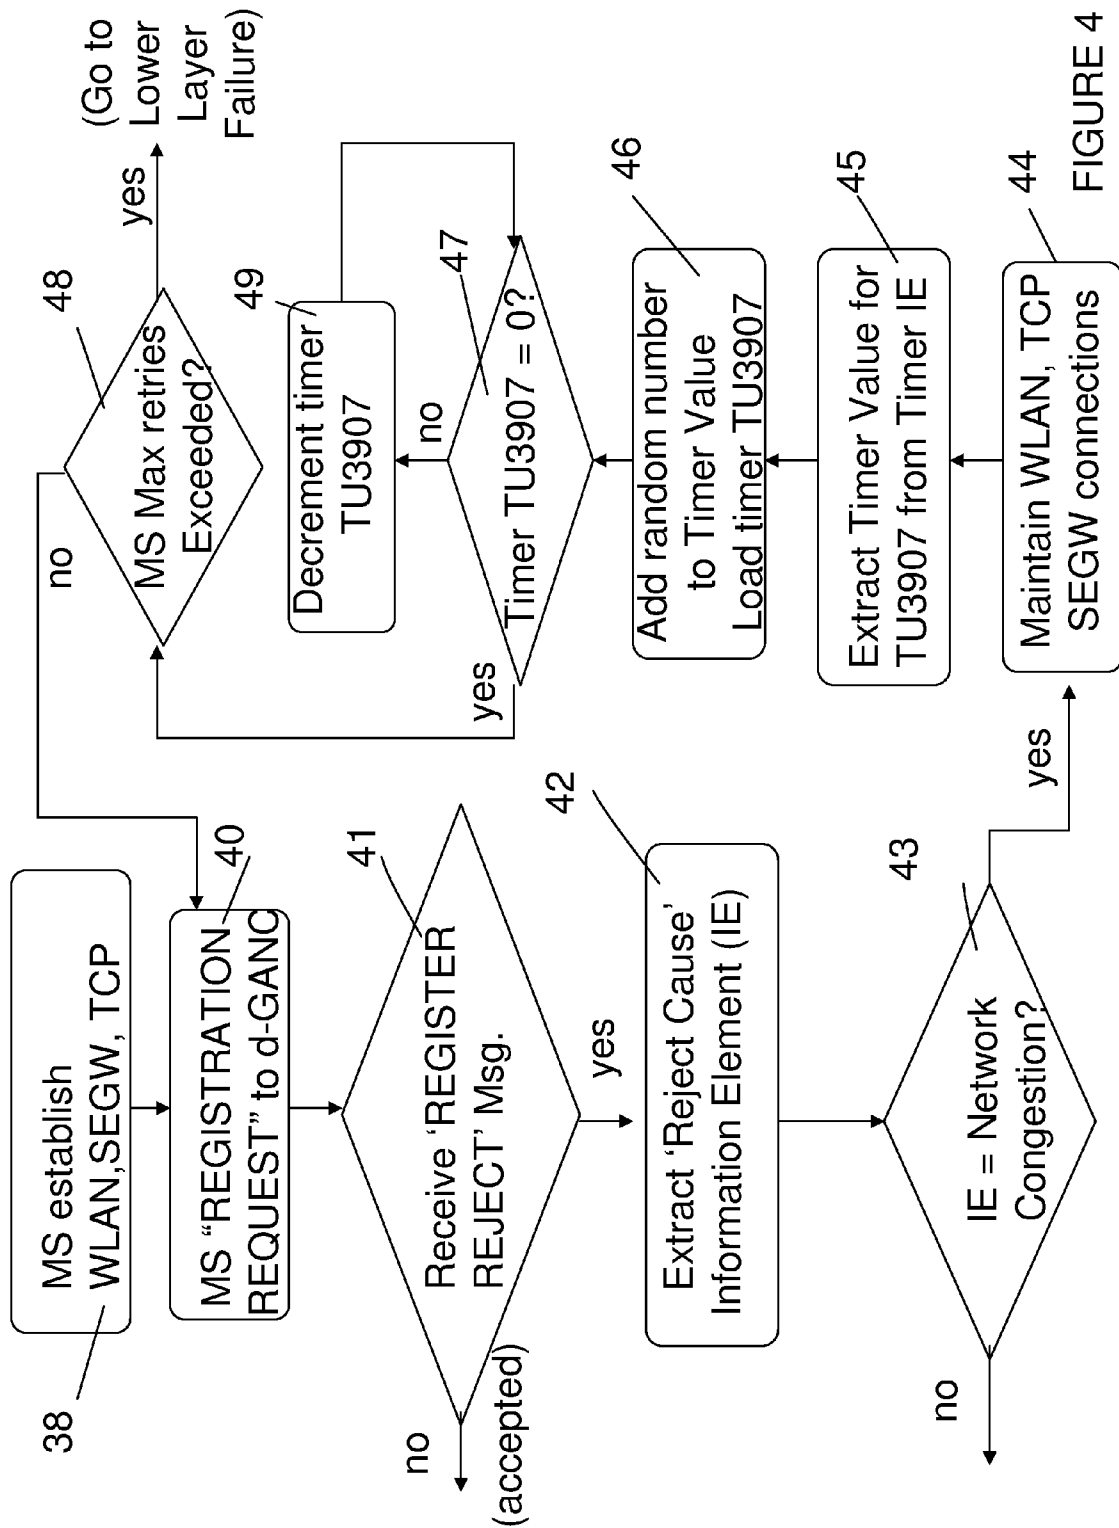 MS establish
WLAN,SEGW, TCP
38
MS “REGISTRATION
REQUEST” to d-GANC
40
Receive ‘REGISTER
REJECT’ Msg.
41
no
(accepted)
yes
Extract ‘Reject Cause’
Information Element (IE)
42
IE = Network
Congestion?
43
no
yes
Maintain WLAN, TCP
SEGW connections
44
Extract Timer Value for
TU3907 from Timer IE
45
Add random number
to Timer Value
Load timer TU3907
46
Timer TU3907 = 0?
47
no
yes
Decrement timer
TU3907
49
MS Max retries
Exceeded?
48
no
yes
(Go to
Lower
Layer
Failure)
FIGURE 4